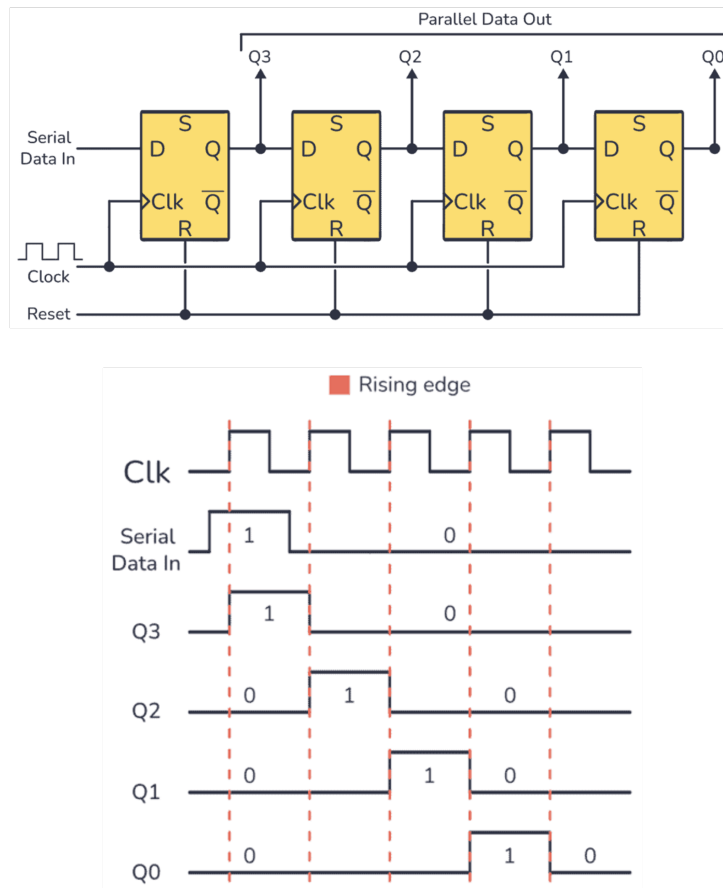 Parallel Data Out
Q3 Q2 Q1 Q0
S S S S
Serial
Data In
D Q D Q D Q D Q
Clk Q̅ Clk Q̅ Clk Q̅ Clk Q̅
R R R R
Clock
Reset
Rising edge
Clk
Serial
Data In
1 0
Q3
1 0
Q2
0 1 0
Q1
0 1 0
Q0
0 1 0